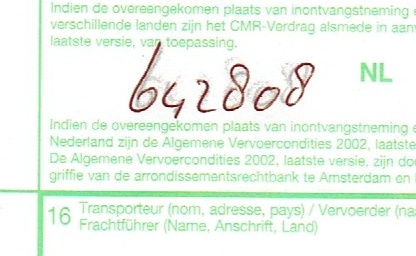 Indien de overeengekomen plaats van inontvangstneming
verschillende landen zijn het CMR-Verdrag alsmede in
laatste versie, van toepassing.
642808
NL
Indien de overeengekomen plaats van inontvangstneming
Nederland zijn de Algemene Vervoercondities 2002, laatste
De Algemene Vervoercondities 2002, laatste versie, zijn
griffie van de arrondissementsrechtbank te Amsterdam en
16 Transporteur (nom, adresse, pays) / Vervoerder
Frachtführer (Name, Anschrift, Land)